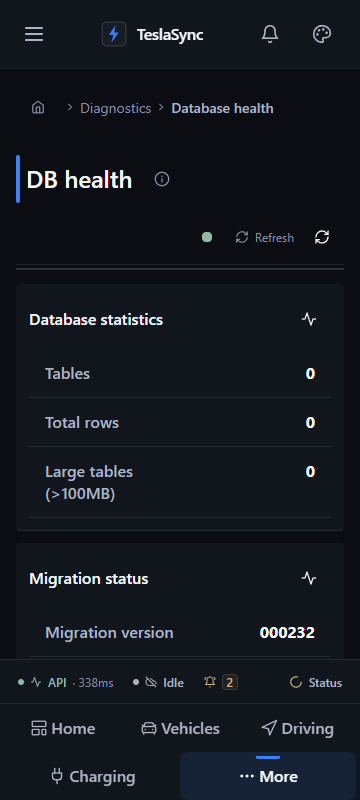 TeslaSync
Diagnostics > Database health
DB health
Refresh
Database statistics
Tables 0
Total rows 0
Large tables 0
(>100MB)
Migration status
Migration version 000232
API · 338ms Idle 2 Status
Home Vehicles Driving
Charging More